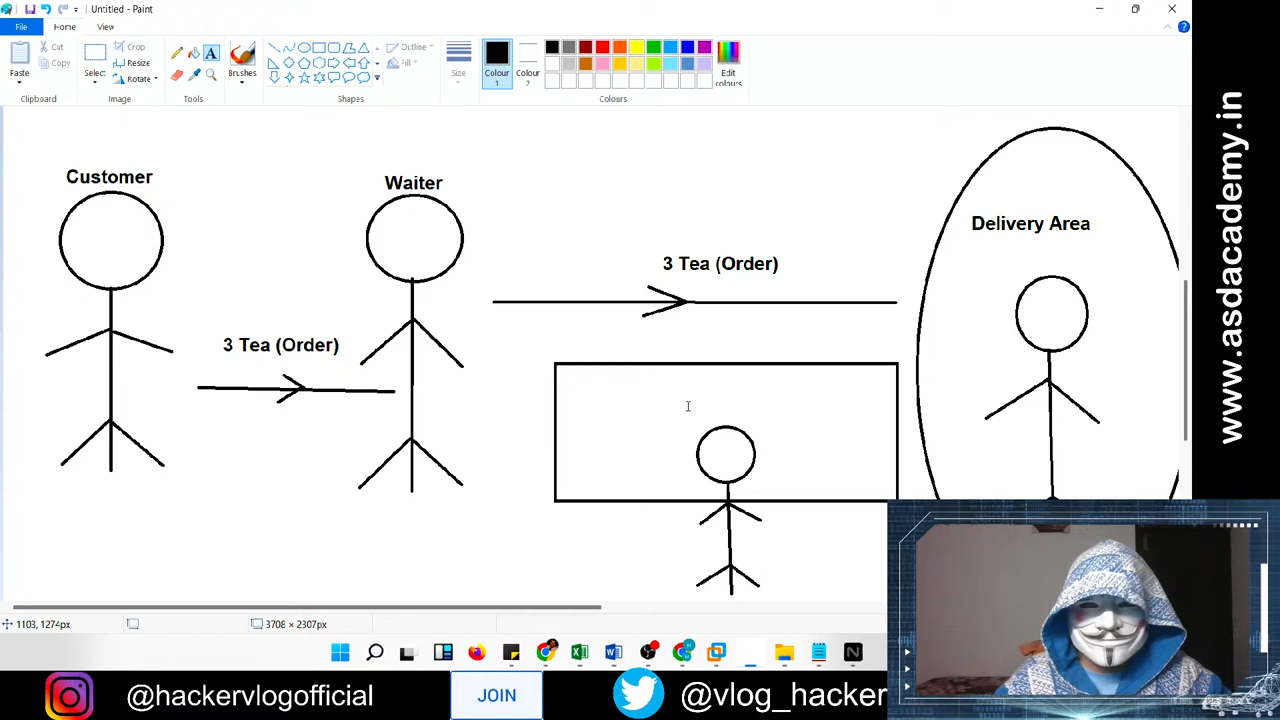 Untitled - Paint
File
Home
View
Paste
Cut
Copy
Clipboard
Select
Crop
Resize
Rotate
Image
A
Tools
Brushes
Outline
Fill
Shapes
Size
Colour
1
Colour
2
Edit
colours
Colours
Customer
Waiter
Delivery Area
3 Tea (Order)
3 Tea (Order)
1103, 1274px
3708 × 2307px
@hackervlogofficial
JOIN
@vlog_hacker
www.asdacademy.in